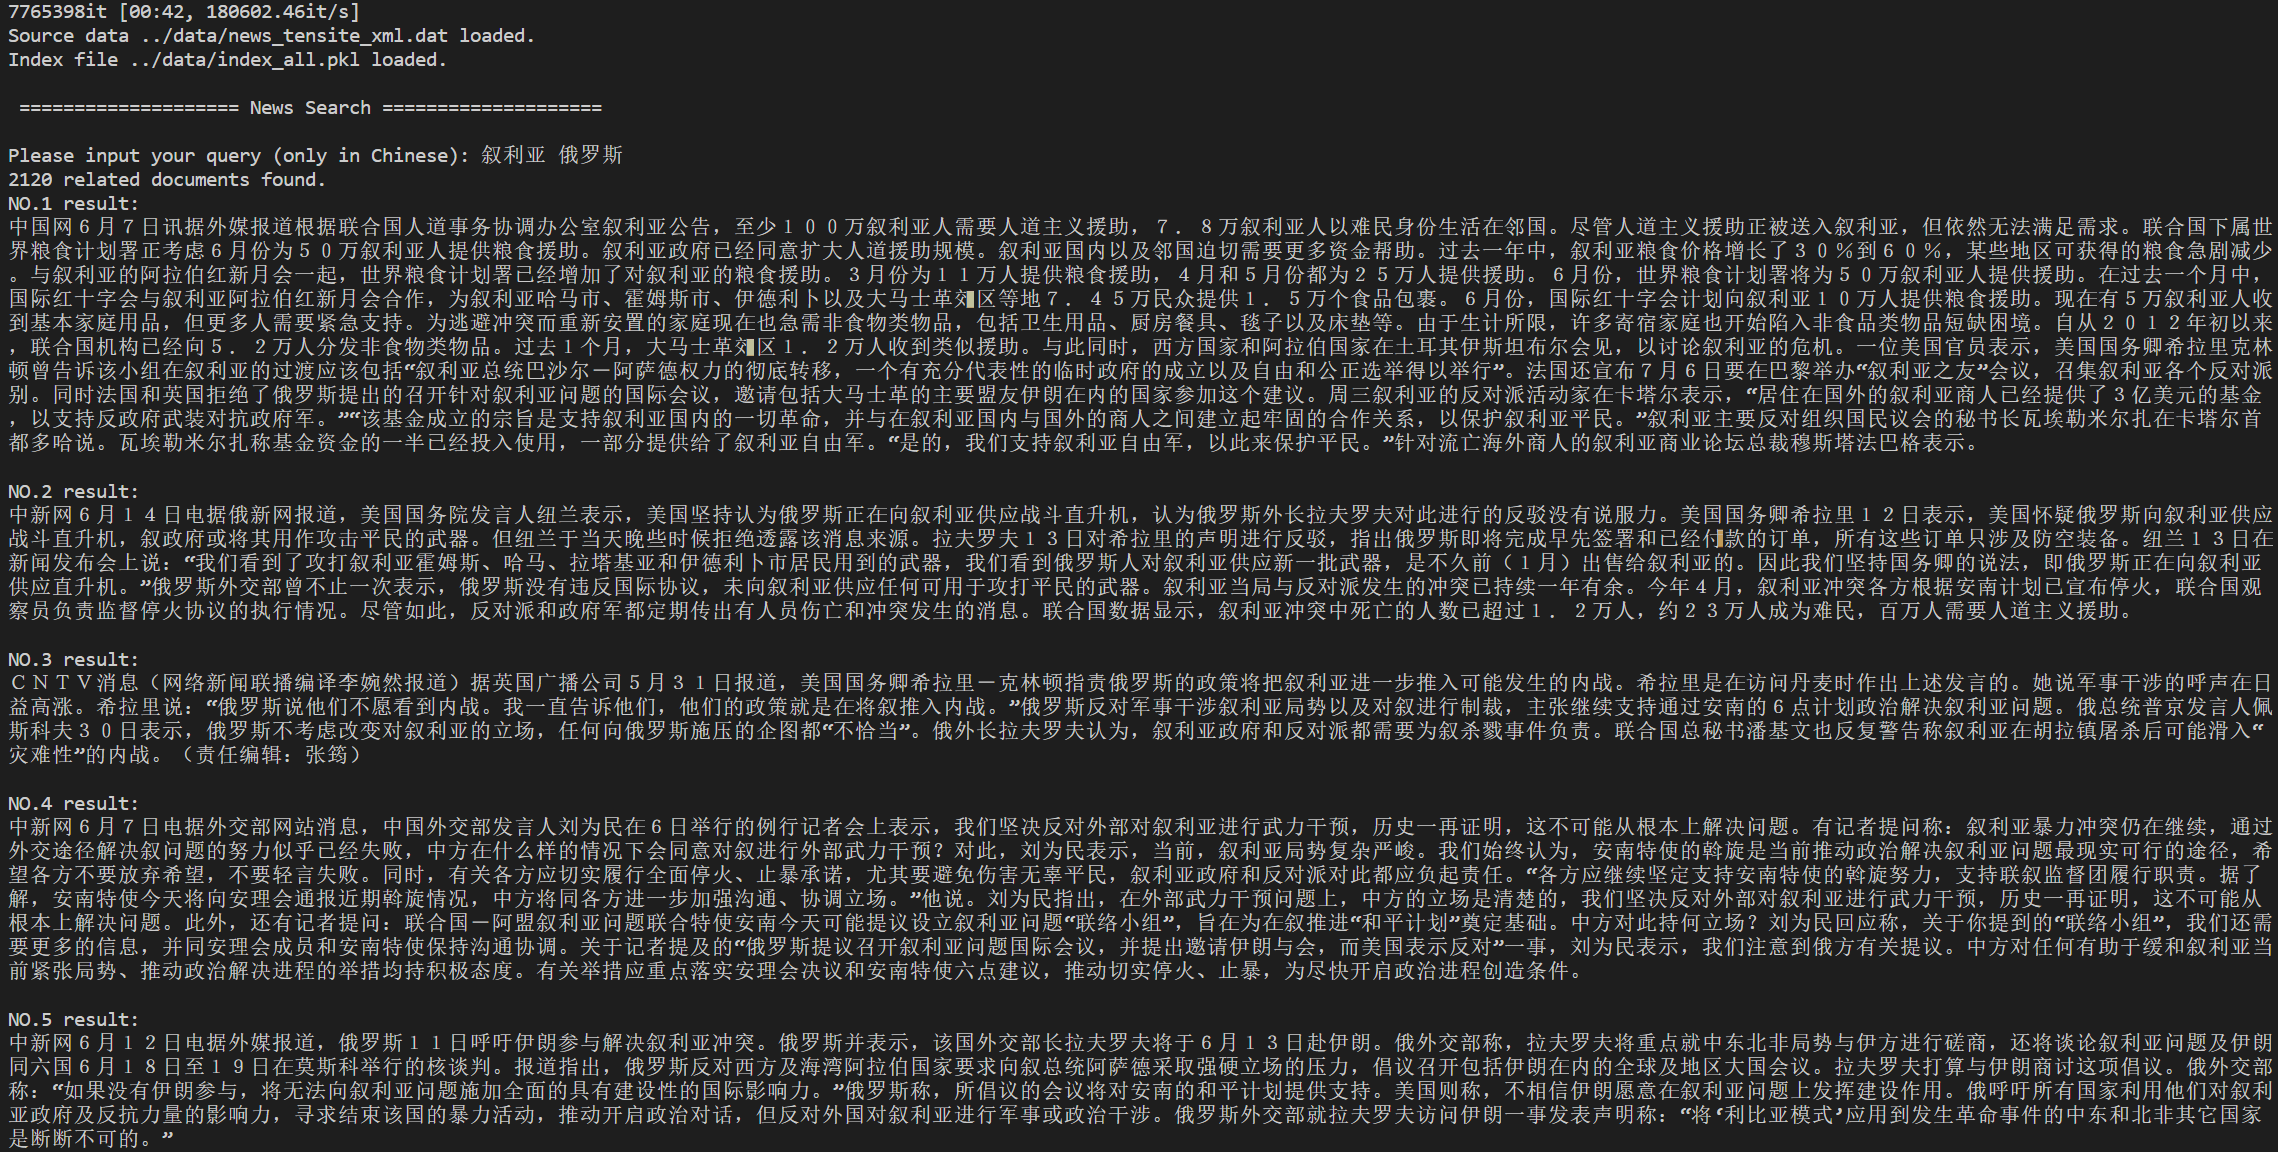 7765398it [00:42, 180602.46it/s]
Source data ../data/news_tensite_xml.dat loaded.
Index file ../data/index_all.pkl loaded.
==================== News Search ====================
Please input your query (only in Chinese): 叙利亚 俄罗斯
2120 related documents found.
NO.1 result:
中国网６月７日讯据外媒报道根据联合国人道事务协调办公室叙利亚公告，至少１００万叙利亚人需要人道主义援助，７．８万叙利亚人以难民身份生活在邻国。尽管人道主义援助正被送入叙利亚，但依然无法满足需求。联合国下属世
界粮食计划署正考虑６月份为５０万叙利亚人提供粮食援助。叙利亚政府已经同意扩大人道援助规模。叙利亚国内以及邻国迫切需要更多资金帮助。过去一年中，叙利亚粮食价格增长了３０％到６０％，某些地区可获得的粮食急剧减少
。与叙利亚的阿拉伯红新月会一起，世界粮食计划署已经增加了对叙利亚的粮食援助。３月份为１１万人提供粮食援助，４月和５月份都为２５万人提供援助。６月份，世界粮食计划署将为５０万叙利亚人提供援助。在过去一个月中，
国际红十字会与叙利亚阿拉伯红新月会合作，为叙利亚哈马市、霍姆斯市、伊德利卜以及大马士革郊区等地７．４５万民众提供１．５万个食品包裹。６月份，国际红十字会计划向叙利亚１０万人提供粮食援助。现在有５万叙利亚人收
到基本家庭用品，但更多人需要紧急支持。为逃避冲突而重新安置的家庭现在也急需非食物类物品，包括卫生用品、厨房餐具、毯子以及床垫等。由于生计所限，许多寄宿家庭也开始陷入非食品类物品短缺困境。自从２０１２年初以来
，联合国机构已经向５．２万人分发非食物类物品。过去１个月，大马士革郊区１．２万人收到类似援助。与此同时，西方国家和阿拉伯国家在土耳其伊斯坦布尔会见，以讨论叙利亚的危机。一位美国官员表示，美国国务卿希拉里克林
顿曾告诉该小组在叙利亚的过渡应该包括“叙利亚总统巴沙尔－阿萨德权力的彻底转移，一个有充分代表性的临时政府的成立以及自由和公正选举得以举行”。法国还宣布７月６日要在巴黎举办“叙利亚之友”会议，召集叙利亚各个反对派
别。同时法国和英国拒绝了俄罗斯提出的召开针对叙利亚问题的国际会议，邀请包括大马士革的主要盟友伊朗在内的国家参加这个建议。周三叙利亚的反对派活动家在卡塔尔表示，“居住在国外的叙利亚商人已经提供了３亿美元的基金
，以支持反政府武装对抗政府军。”“该基金成立的宗旨是支持叙利亚国内的一切革命，并与在叙利亚国内与国外的商人之间建立起牢固的合作关系，以保护叙利亚平民。”叙利亚主要反对组织国民议会的秘书长瓦埃勒米尔扎在卡塔尔首
都多哈说。瓦埃勒米尔扎称基金资金的一半已经投入使用，一部分提供给了叙利亚自由军。“是的，我们支持叙利亚自由军，以此来保护平民。”针对流亡海外商人的叙利亚商业论坛总裁穆斯塔法巴格表示。
NO.2 result:
中新网６月１４日电据俄新网报道，美国国务院发言人纽兰表示，美国坚持认为俄罗斯正在向叙利亚供应战斗直升机，认为俄罗斯外长拉夫罗夫对此进行的反驳没有说服力。美国国务卿希拉里１２日表示，美国怀疑俄罗斯向叙利亚供应
战斗直升机，叙政府或将其用作攻击平民的武器。但纽兰于当天晚些时候拒绝透露该消息来源。拉夫罗夫１３日对希拉里的声明进行反驳，指出俄罗斯即将完成早先签署和已经付款的订单，所有这些订单只涉及防空装备。纽兰１３日在
新闻发布会上说：“我们看到了攻打叙利亚霍姆斯、哈马、拉塔基亚和伊德利卜市居民用到的武器，我们看到俄罗斯人对叙利亚供应新一批武器，是不久前（１月）出售给叙利亚的。因此我们坚持国务卿的说法，即俄罗斯正在向叙利亚
供应直升机。”俄罗斯外交部曾不止一次表示，俄罗斯没有违反国际协议，未向叙利亚供应任何可用于攻打平民的武器。叙利亚当局与反对派发生的冲突已持续一年有余。今年４月，叙利亚冲突各方根据安南计划已宣布停火，联合国观
察员负责监督停火协议的执行情况。尽管如此，反对派和政府军都定期传出有人员伤亡和冲突发生的消息。联合国数据显示，叙利亚冲突中死亡的人数已超过１．２万人，约２３万人成为难民，百万人需要人道主义援助。
NO.3 result:
ＣＮＴＶ消息（网络新闻联播编译李婉然报道）据英国广播公司５月３１日报道，美国国务卿希拉里－克林顿指责俄罗斯的政策将把叙利亚进一步推入可能发生的内战。希拉里是在访问丹麦时作出上述发言的。她说军事干涉的呼声在日
益高涨。希拉里说：“俄罗斯说他们不愿看到内战。我一直告诉他们，他们的政策就是在将叙推入内战。”俄罗斯反对军事干涉叙利亚局势以及对叙进行制裁，主张继续支持通过安南的６点计划政治解决叙利亚问题。俄总统普京发言人佩
斯科夫３０日表示，俄罗斯不考虑改变对叙利亚的立场，任何向俄罗斯施压的企图都“不恰当”。俄外长拉夫罗夫认为，叙利亚政府和反对派都需要为叙杀戮事件负责。联合国总秘书潘基文也反复警告称叙利亚在胡拉镇屠杀后可能滑入“
灾难性”的内战。（责任编辑：张筠）
NO.4 result:
中新网６月７日电据外交部网站消息，中国外交部发言人刘为民在６日举行的例行记者会上表示，我们坚决反对外部对叙利亚进行武力干预，历史一再证明，这不可能从根本上解决问题。有记者提问称：叙利亚暴力冲突仍在继续，通过
外交途径解决叙问题的努力似乎已经失败，中方在什么样的情况下会同意对叙进行外部武力干预？对此，刘为民表示，当前，叙利亚局势复杂严峻。我们始终认为，安南特使的斡旋是当前推动政治解决叙利亚问题最现实可行的途径，希
望各方不要放弃希望，不要轻言失败。同时，有关各方应切实履行全面停火、止暴承诺，尤其要避免伤害无辜平民，叙利亚政府和反对派对此都应负起责任。“各方应继续坚定支持安南特使的斡旋努力，支持联叙监督团履行职责。据了
解，安南特使今天将向安理会通报近期斡旋情况，中方将同各方进一步加强沟通、协调立场。”他说。刘为民指出，在外部武力干预问题上，中方的立场是清楚的，我们坚决反对外部对叙利亚进行武力干预，历史一再证明，这不可能从
根本上解决问题。此外，还有记者提问：联合国－阿盟叙利亚问题联合特使安南今天可能提议设立叙利亚问题“联络小组”，旨在为在叙推进“和平计划”奠定基础。中方对此持何立场？刘为民回应称，关于你提到的“联络小组”，我们还需
要更多的信息，并同安理会成员和安南特使保持沟通协调。关于记者提及的“俄罗斯提议召开叙利亚问题国际会议，并提出邀请伊朗与会，而美国表示反对”一事，刘为民表示，我们注意到俄方有关提议。中方对任何有助于缓和叙利亚当
前紧张局势、推动政治解决进程的举措均持积极态度。有关举措应重点落实安理会决议和安南特使六点建议，推动切实停火、止暴，为尽快开启政治进程创造条件。
NO.5 result:
中新网６月１２日电据外媒报道，俄罗斯１１日呼吁伊朗参与解决叙利亚冲突。俄罗斯并表示，该国外交部长拉夫罗夫将于６月１３日赴伊朗。俄外交部称，拉夫罗夫将重点就中东北非局势与伊方进行磋商，还将谈论叙利亚问题及伊朗
同六国６月１８日至１９日在莫斯科举行的核谈判。报道指出，俄罗斯反对西方及海湾阿拉伯国家要求向叙总统阿萨德采取强硬立场的压力，倡议召开包括伊朗在内的全球及地区大国会议。拉夫罗夫打算与伊朗商讨这项倡议。俄外交部
称：“如果没有伊朗参与，将无法向叙利亚问题施加全面的具有建设性的国际影响力。”俄罗斯称，所倡议的会议将对安南的和平计划提供支持。美国则称，不相信伊朗愿意在叙利亚问题上发挥建设作用。俄呼吁所有国家利用他们对叙利
亚政府及反抗力量的影响力，寻求结束该国的暴力活动，推动开启政治对话，但反对外国对叙利亚进行军事或政治干涉。俄罗斯外交部就拉夫罗夫访问伊朗一事发表声明称：“将‘利比亚模式’应用到发生革命事件的中东和北非其它国家
是断断不可的。”